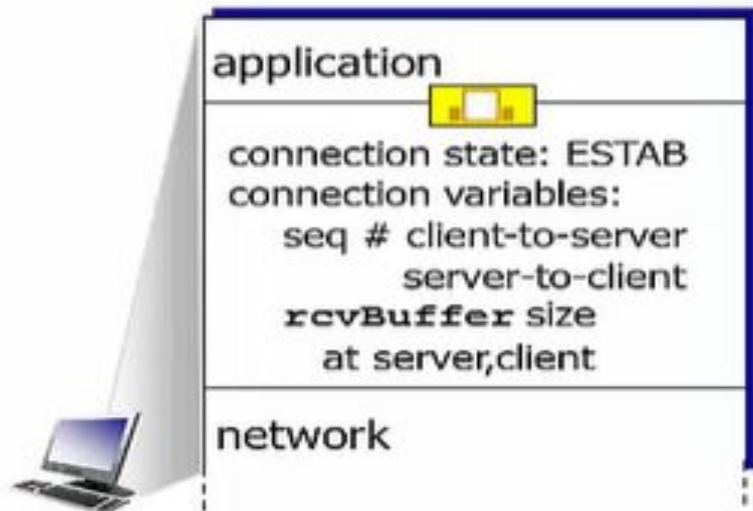 application
connection state: ESTAB
connection variables:
seq # client-to-server
server-to-client
rcvBuffer size
at server,client
network